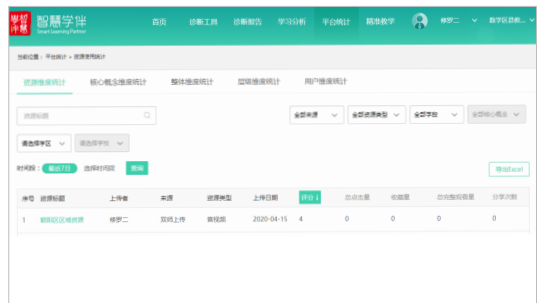 智慧学伴 首页 诊断工具 诊断报告 学习分析 平台统计 精准教学 修罗二 数学区县教...
Smart Learning Partner
当前位置：平台统计 > 资源使用统计
资源维度统计 核心概念维度统计 整体维度统计 层级维度统计 用户维度统计
资源标题 全部来源 全部资源类型 全部学段 全部核心概念
请选择学区 请选择学校
时间段： 最近7日 选择时间段 查询 导出Excel
序号 资源标题 上传者 来源 资源类型 上传日期 评分↓ 总点击量 收藏量 总完整观看量 分享次数
1 朝阳区区域资源 修罗二 双师上传 微视频 2020-04-15 4 0 0 0 0